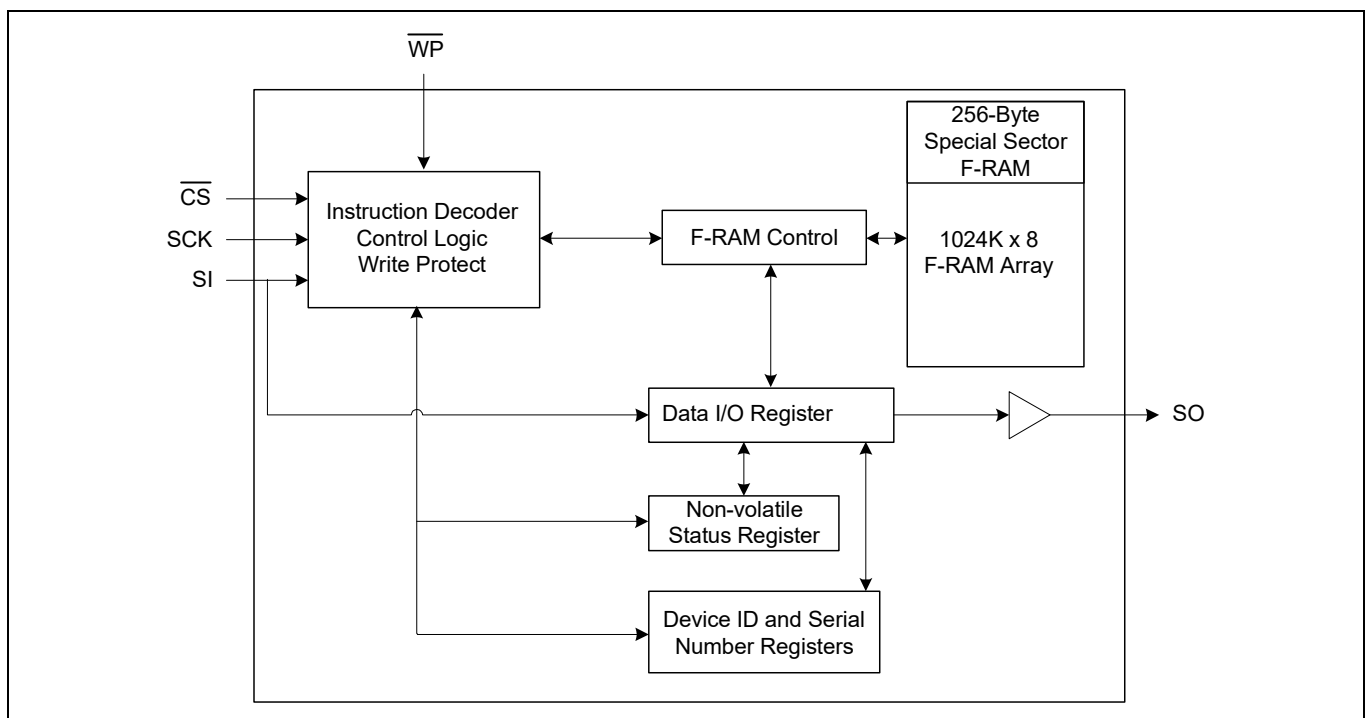 WP
256-Byte
Special Sector
F-RAM
CS
SCK
SI
Instruction Decoder
Control Logic
Write Protect
F-RAM Control
1024K x 8
F-RAM Array
Data I/O Register
SO
Non-volatile
Status Register
Device ID and Serial
Number Registers